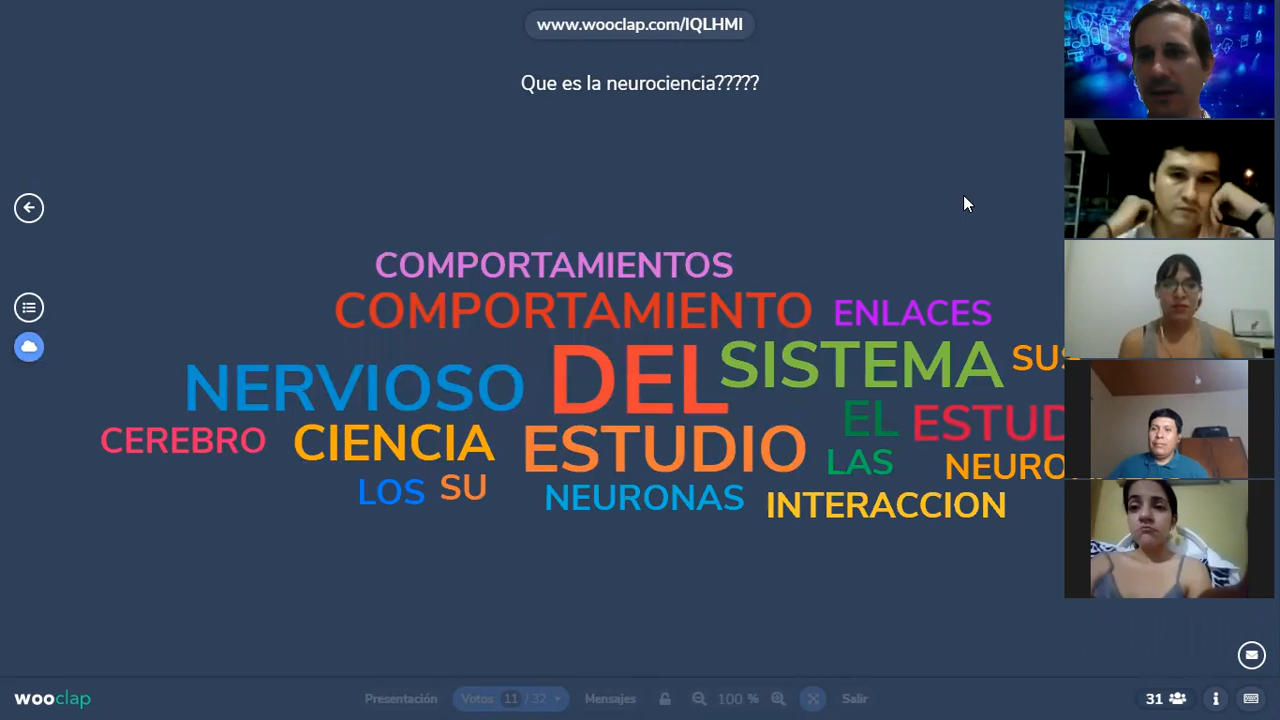 www.wooclap.com/IQLHMI
Que es la neurociencia?????
COMPORTAMIENTOS
COMPORTAMIENTO ENLACES
NERVIOSO DEL SISTEMA
CEREBRO CIENCIA ESTUDIO EL
LOS SU NEURONAS LAS INTERACCION
wooclap
Presentación Votos 11 / 32 Mensajes 100 % Salir
31